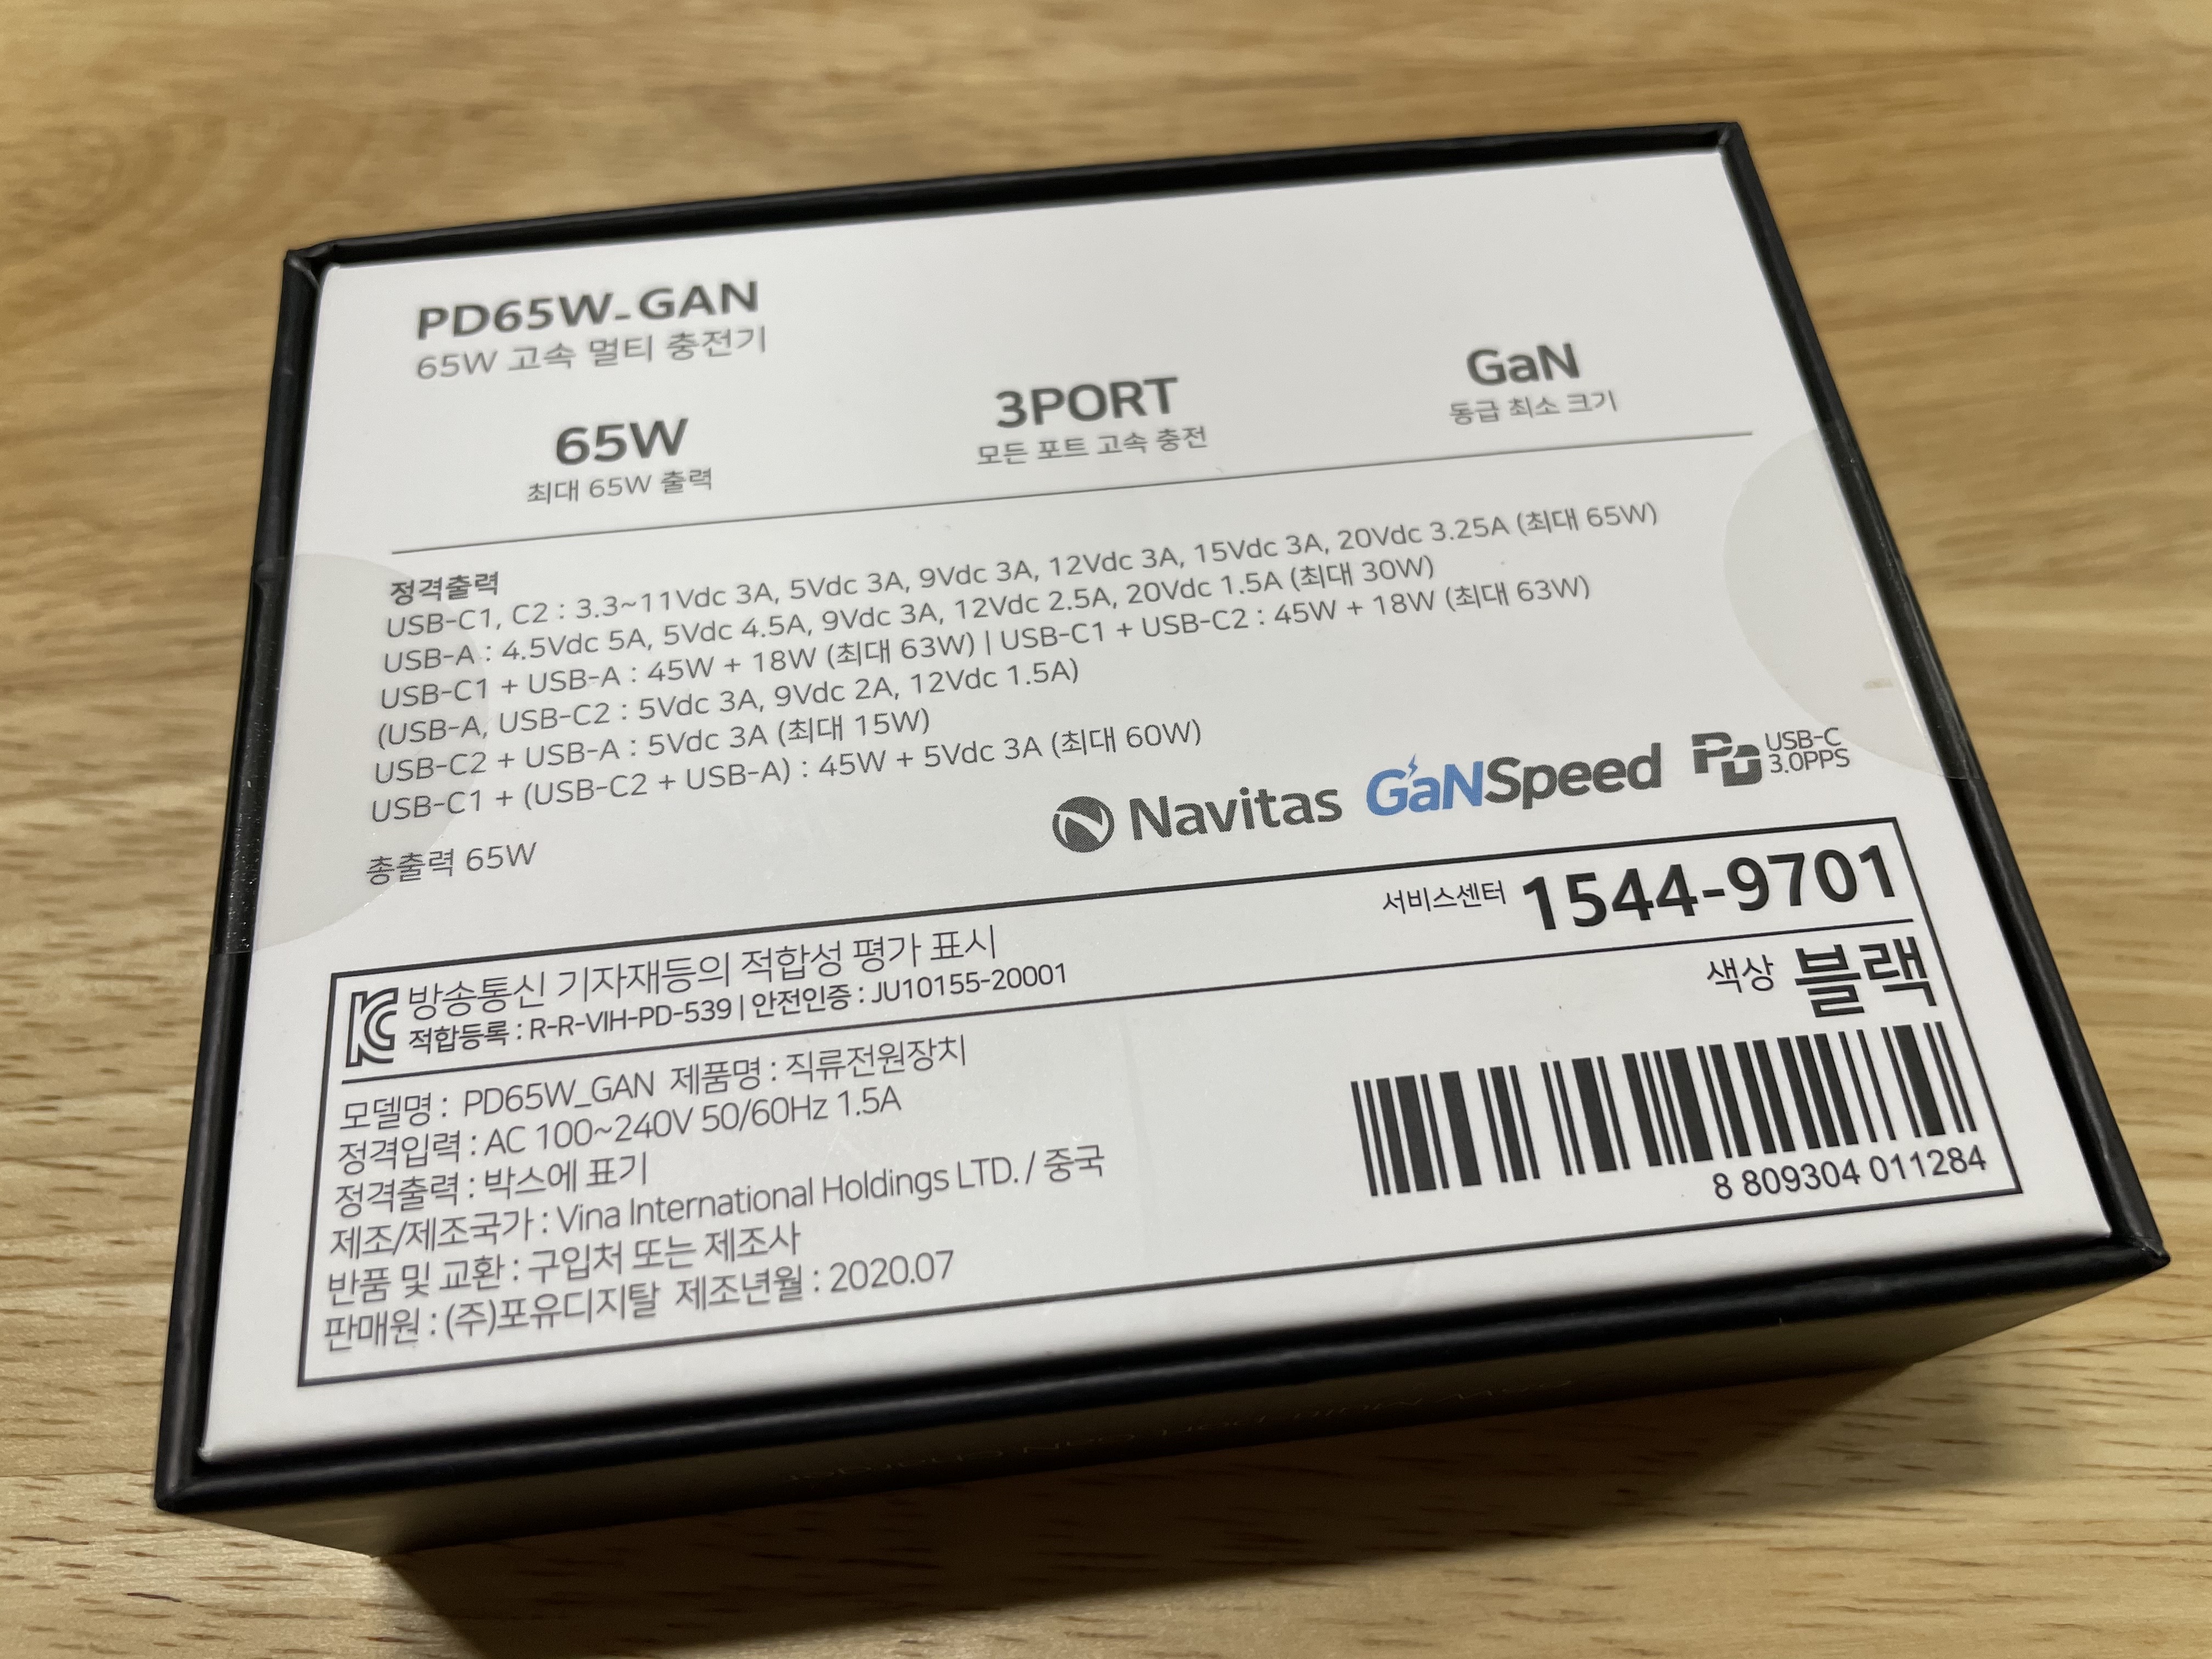 PD65W_GAN
65W 고속 멀티 충전기
65W
최대 65W 출력
3PORT
모든 포트 고속 충전
GaN
동급 최소 크기
정격출력
USB-C1, C2 : 3.3~11Vdc 3A, 5Vdc 3A, 9Vdc 3A, 12Vdc 3A, 15Vdc 3A, 20Vdc 3.25A (최대 65W)
USB-A : 4.5Vdc 5A, 5Vdc 4.5A, 9Vdc 3A, 12Vdc 2.5A, 20Vdc 1.5A (최대 30W)
USB-C1 + USB-A : 45W + 18W (최대 63W) | USB-C1 + USB-C2 : 45W + 18W (최대 63W)
(USB-A, USB-C2 : 5Vdc 3A, 9Vdc 2A, 12Vdc 1.5A)
USB-C2 + USB-A : 5Vdc 3A (최대 15W)
USB-C1 + (USB-C2 + USB-A) : 45W + 5Vdc 3A (최대 60W)
총출력 65W
Navitas GaNSpeed PD USB-C
3.0PPS
서비스센터 1544-9701
방송통신 기자재등의 적합성 평가 표시
적합등록 : R-R-VIH-PD-539 | 안전인증 : JU10155-20001
색상 블랙
모델명 : PD65W_GAN 제품명 : 직류전원장치
정격입력 : AC 100~240V 50/60Hz 1.5A
정격출력 : 박스에 표기
제조/제조국가 : Vina International Holdings LTD. / 중국
반품 및 교환 : 구입처 또는 제조사
판매원 : (주)포유디지탈 제조년월 : 2020.07
8 809304 011284